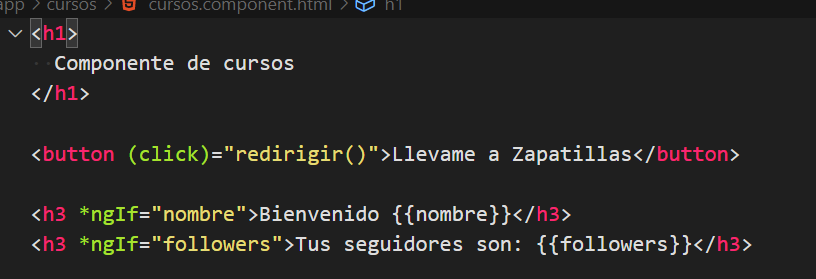 app > cursos > cursos.component.html > h1
<h1>
Componente de cursos
</h1>
<button (click)="redirigir()">Llevame a Zapatillas</button>
<h3 *ngIf="nombre">Bienvenido {{nombre}}</h3>
<h3 *ngIf="followers">Tus seguidores son: {{followers}}</h3>